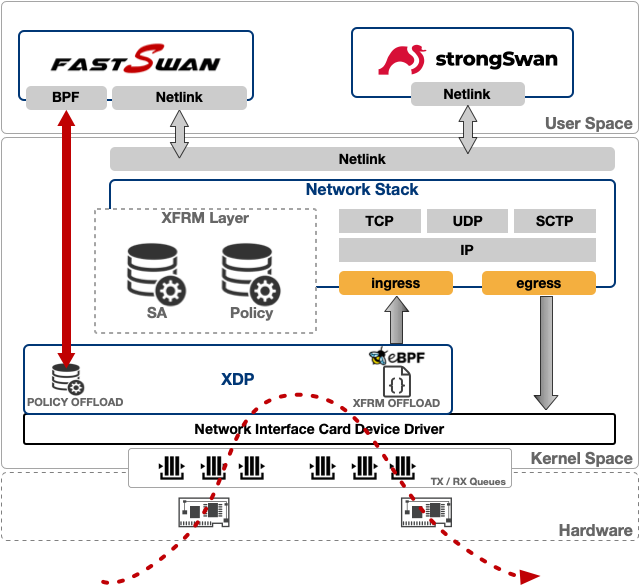 FASTSWAN
strongSwan
BPF
Netlink
Netlink
User Space
Netlink
Network Stack
XFRM Layer
TCP
UDP
SCTP
IP
SA
Policy
ingress
egress
eBPF
XDP
{ }
POLICY OFFLOAD
XFRM OFFLOAD
Network Interface Card Device Driver
Kernel Space
TX / RX Queues
Hardware